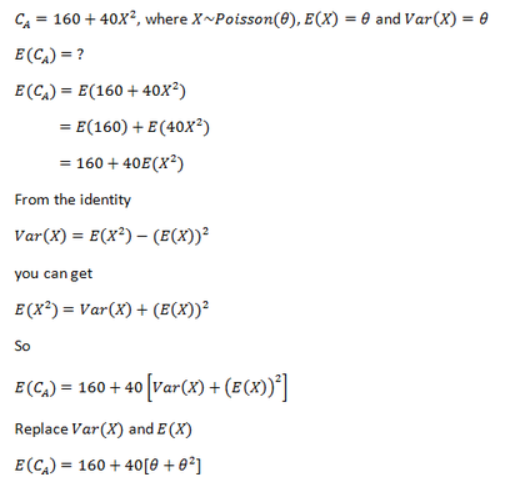 C_A = 160 + 40X², where X~Poisson(θ), E(X) = θ and Var(X) = θ
E(C_A) = ?
E(C_A) = E(160 + 40X²)
= E(160) + E(40X²)
= 160 + 40E(X²)
From the identity
Var(X) = E(X²) − (E(X))²
you can get
E(X²) = Var(X) + (E(X))²
So
E(C_A) = 160 + 40[Var(X) + (E(X))²]
Replace Var(X) and E(X)
E(C_A) = 160 + 40[θ + θ²]